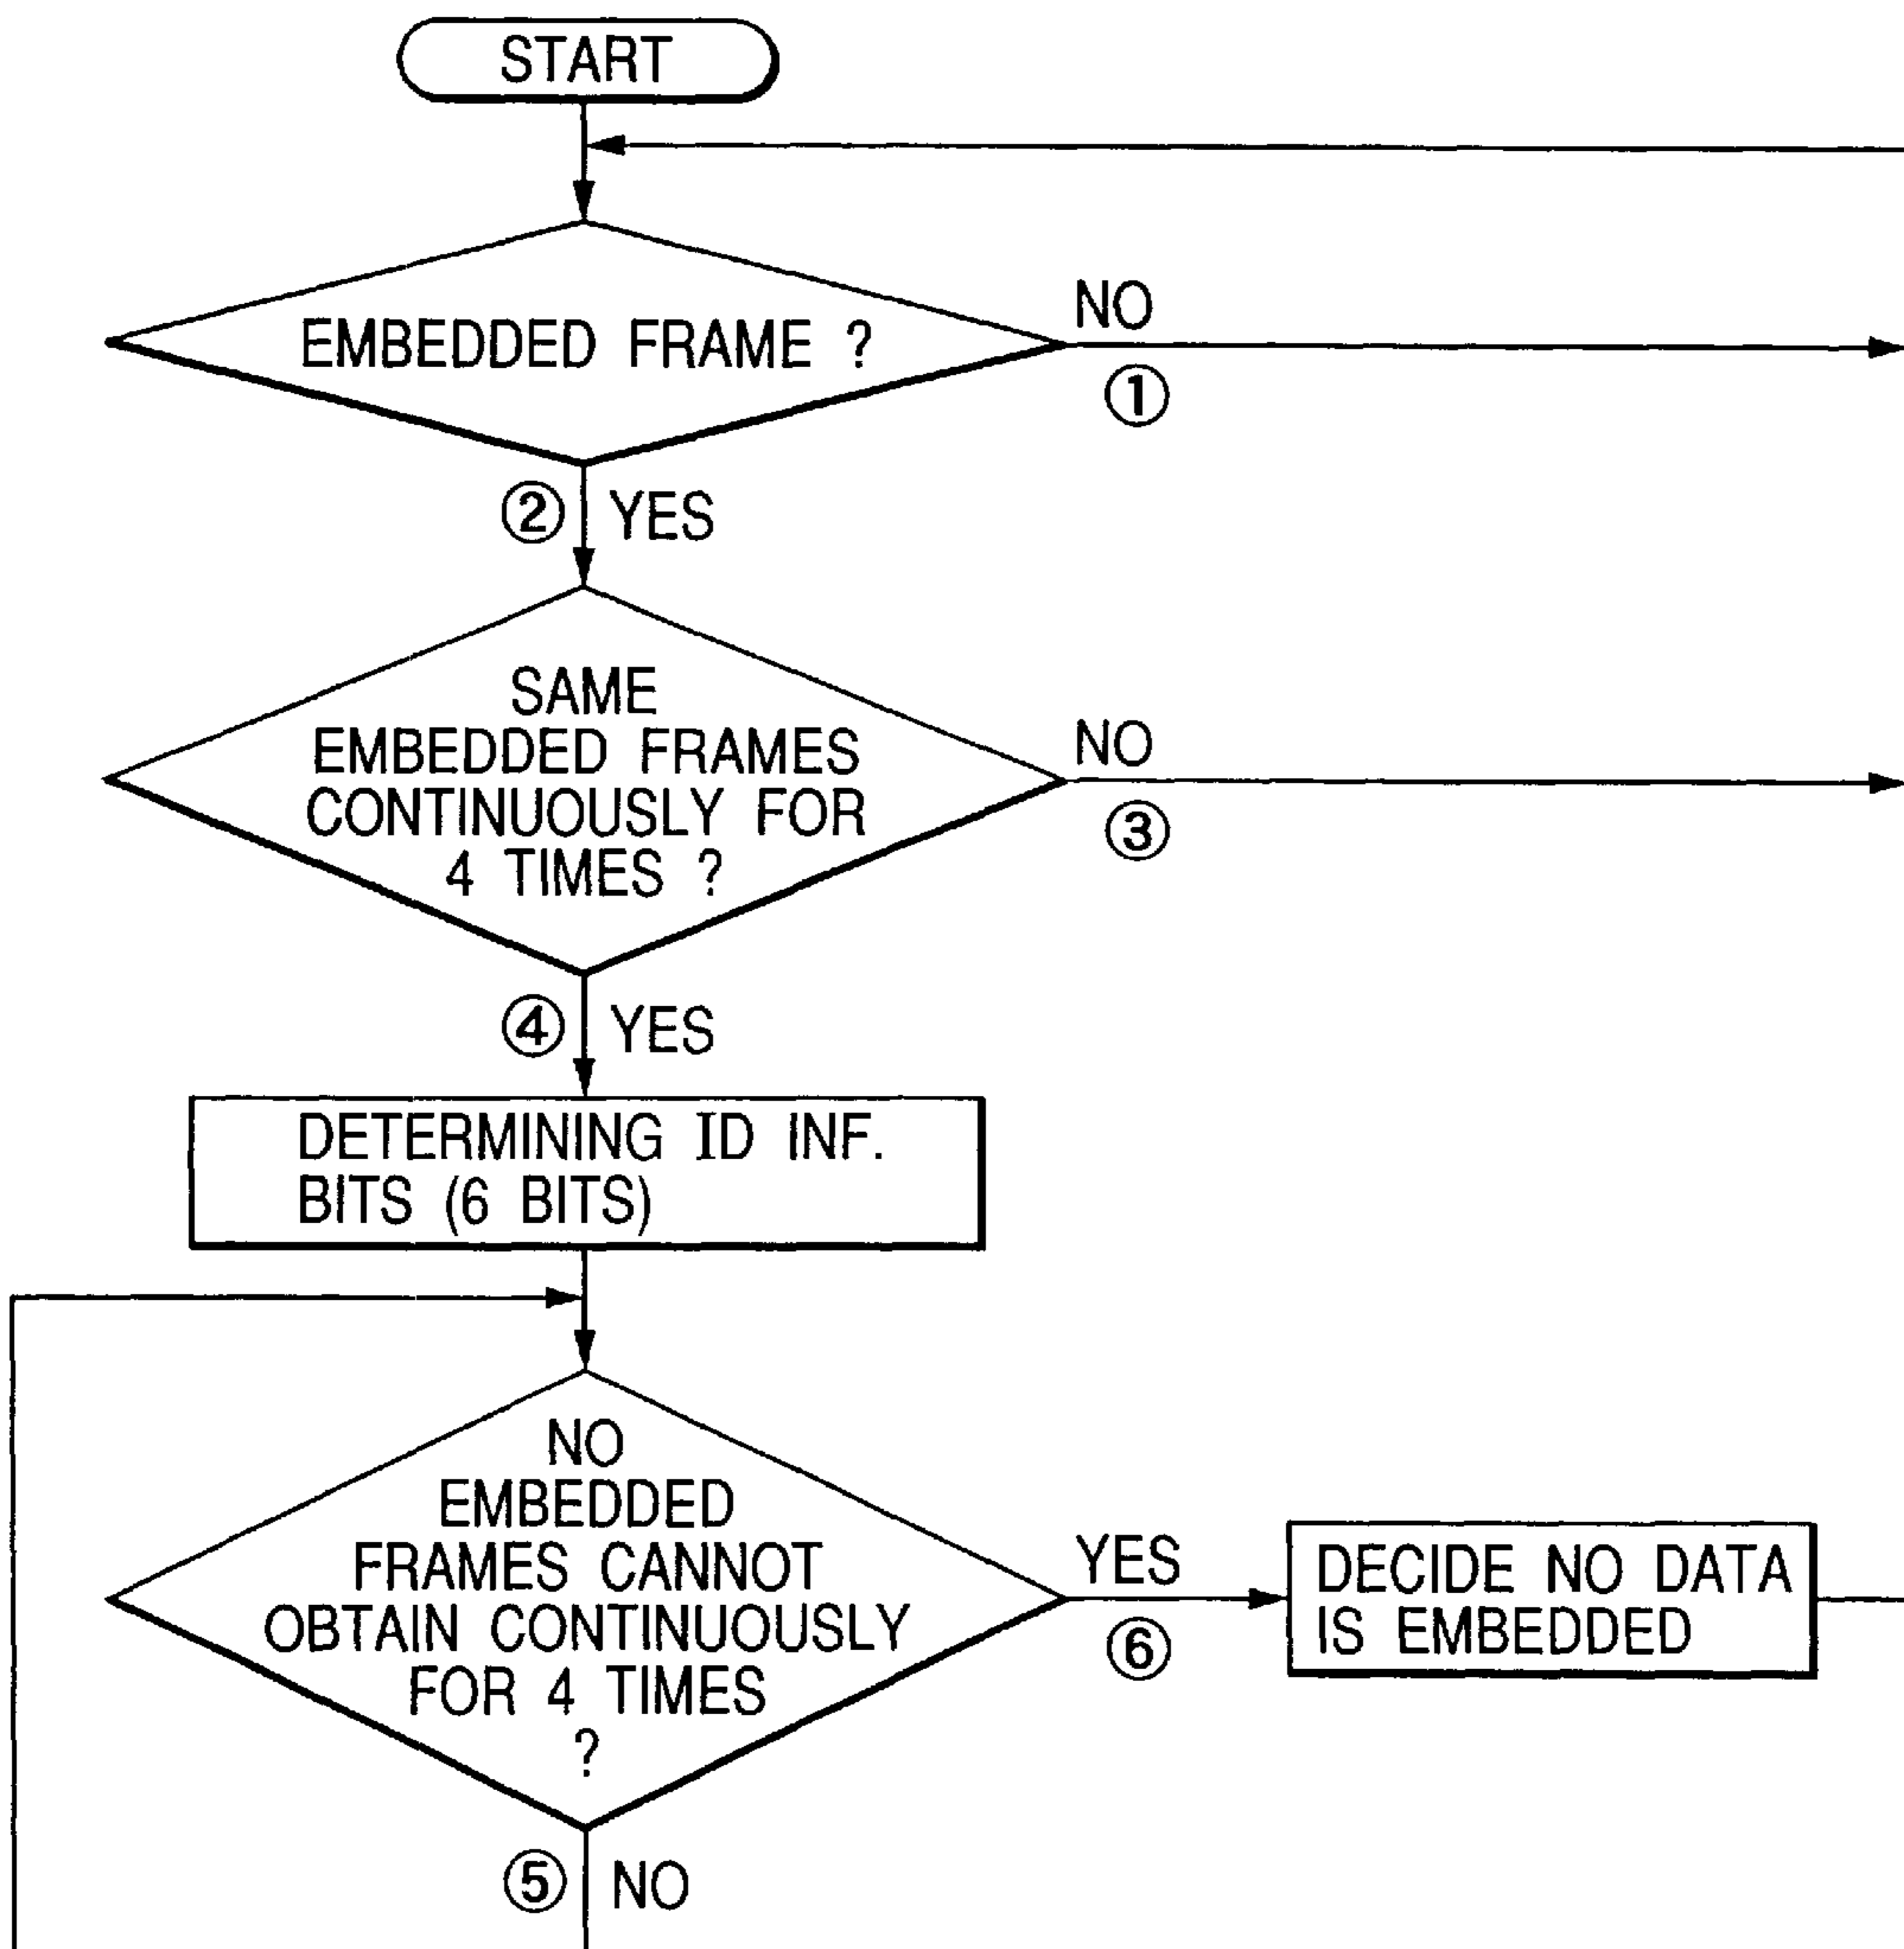 START
EMBEDDED FRAME ?
NO
①
② YES
SAME
EMBEDDED FRAMES
CONTINUOUSLY FOR
4 TIMES ?
NO
③
④ YES
DETERMINING ID INF.
BITS (6 BITS)
NO
EMBEDDED
FRAMES CANNOT
OBTAIN CONTINUOUSLY
FOR 4 TIMES
?
YES
⑥
DECIDE NO DATA
IS EMBEDDED
⑤ NO